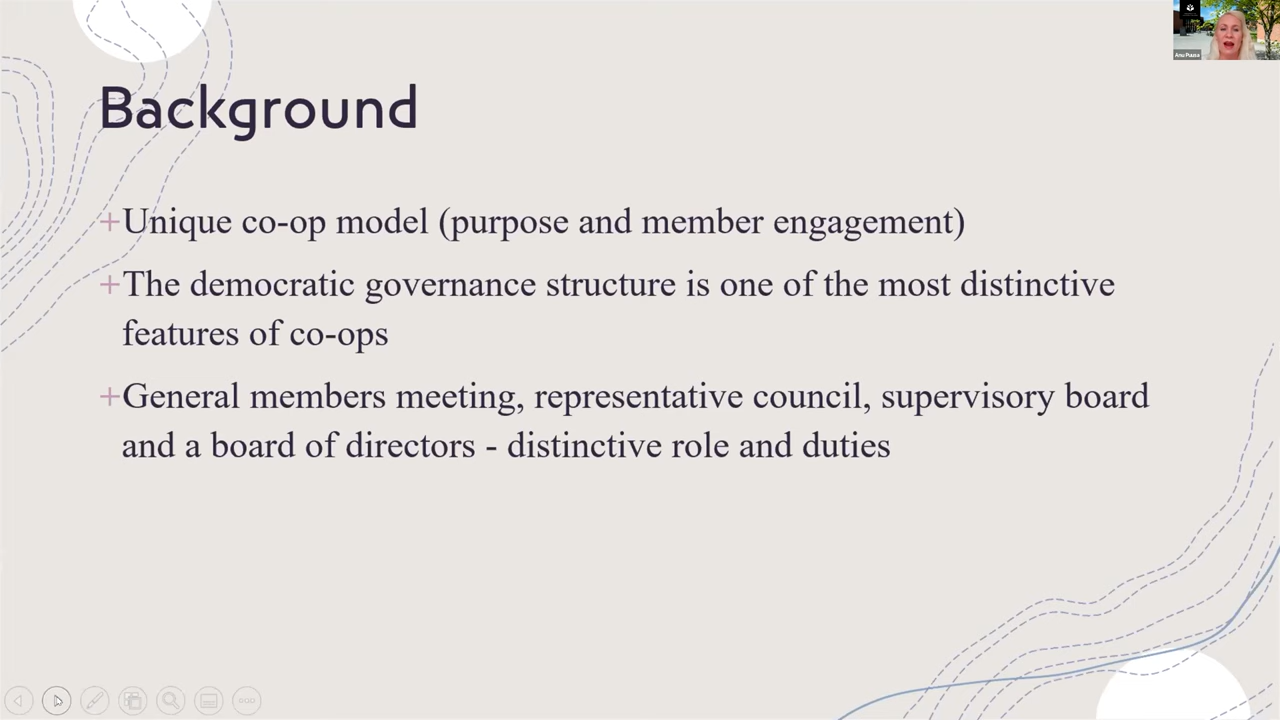 Background
+Unique co-op model (purpose and member engagement)
+The democratic governance structure is one of the most distinctive
features of co-ops
+General members meeting, representative council, supervisory board
and a board of directors - distinctive role and duties
Anu Puusa